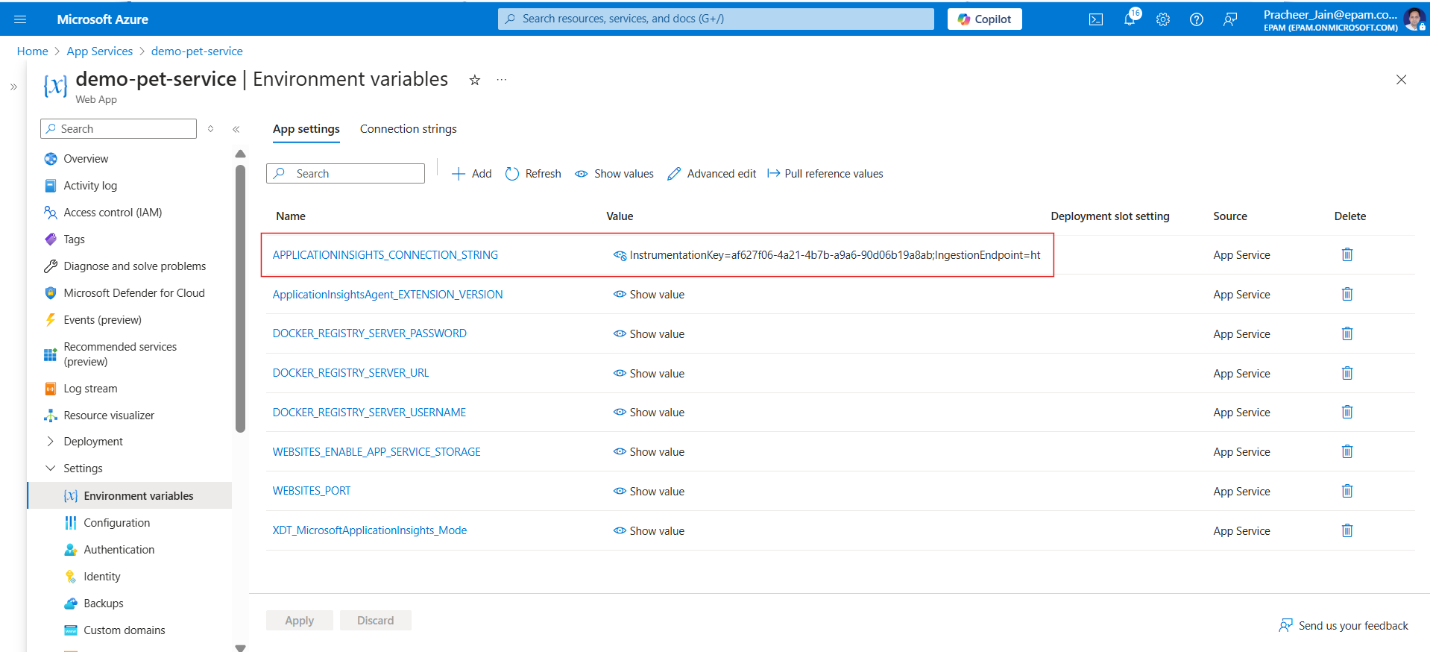 Microsoft Azure
Search resources, services, and docs (G+/)
Copilot
16
Pracheer_Jain@epam.co...
EPAM (EPAM.ONMICROSOFT.COM)
Home > App Services > demo-pet-service
demo-pet-service | Environment variables
Web App
Search
Overview
Activity log
Access control (IAM)
Tags
Diagnose and solve problems
Microsoft Defender for Cloud
Events (preview)
Recommended services
(preview)
Log stream
Resource visualizer
Deployment
Settings
Environment variables
Configuration
Authentication
Identity
Backups
Custom domains
App settings Connection strings
Search Add Refresh Show values Advanced edit Pull reference values
Name Value Deployment slot setting Source Delete
APPLICATIONINSIGHTS_CONNECTION_STRING InstrumentationKey=af627f06-4a21-4b7b-a9a6-90d06b19a8ab;IngestionEndpoint=ht App Service
ApplicationInsightsAgent_EXTENSION_VERSION Show value App Service
DOCKER_REGISTRY_SERVER_PASSWORD Show value App Service
DOCKER_REGISTRY_SERVER_URL Show value App Service
DOCKER_REGISTRY_SERVER_USERNAME Show value App Service
WEBSITES_ENABLE_APP_SERVICE_STORAGE Show value App Service
WEBSITES_PORT Show value App Service
XDT_MicrosoftApplicationInsights_Mode Show value App Service
Apply Discard
Send us your feedback